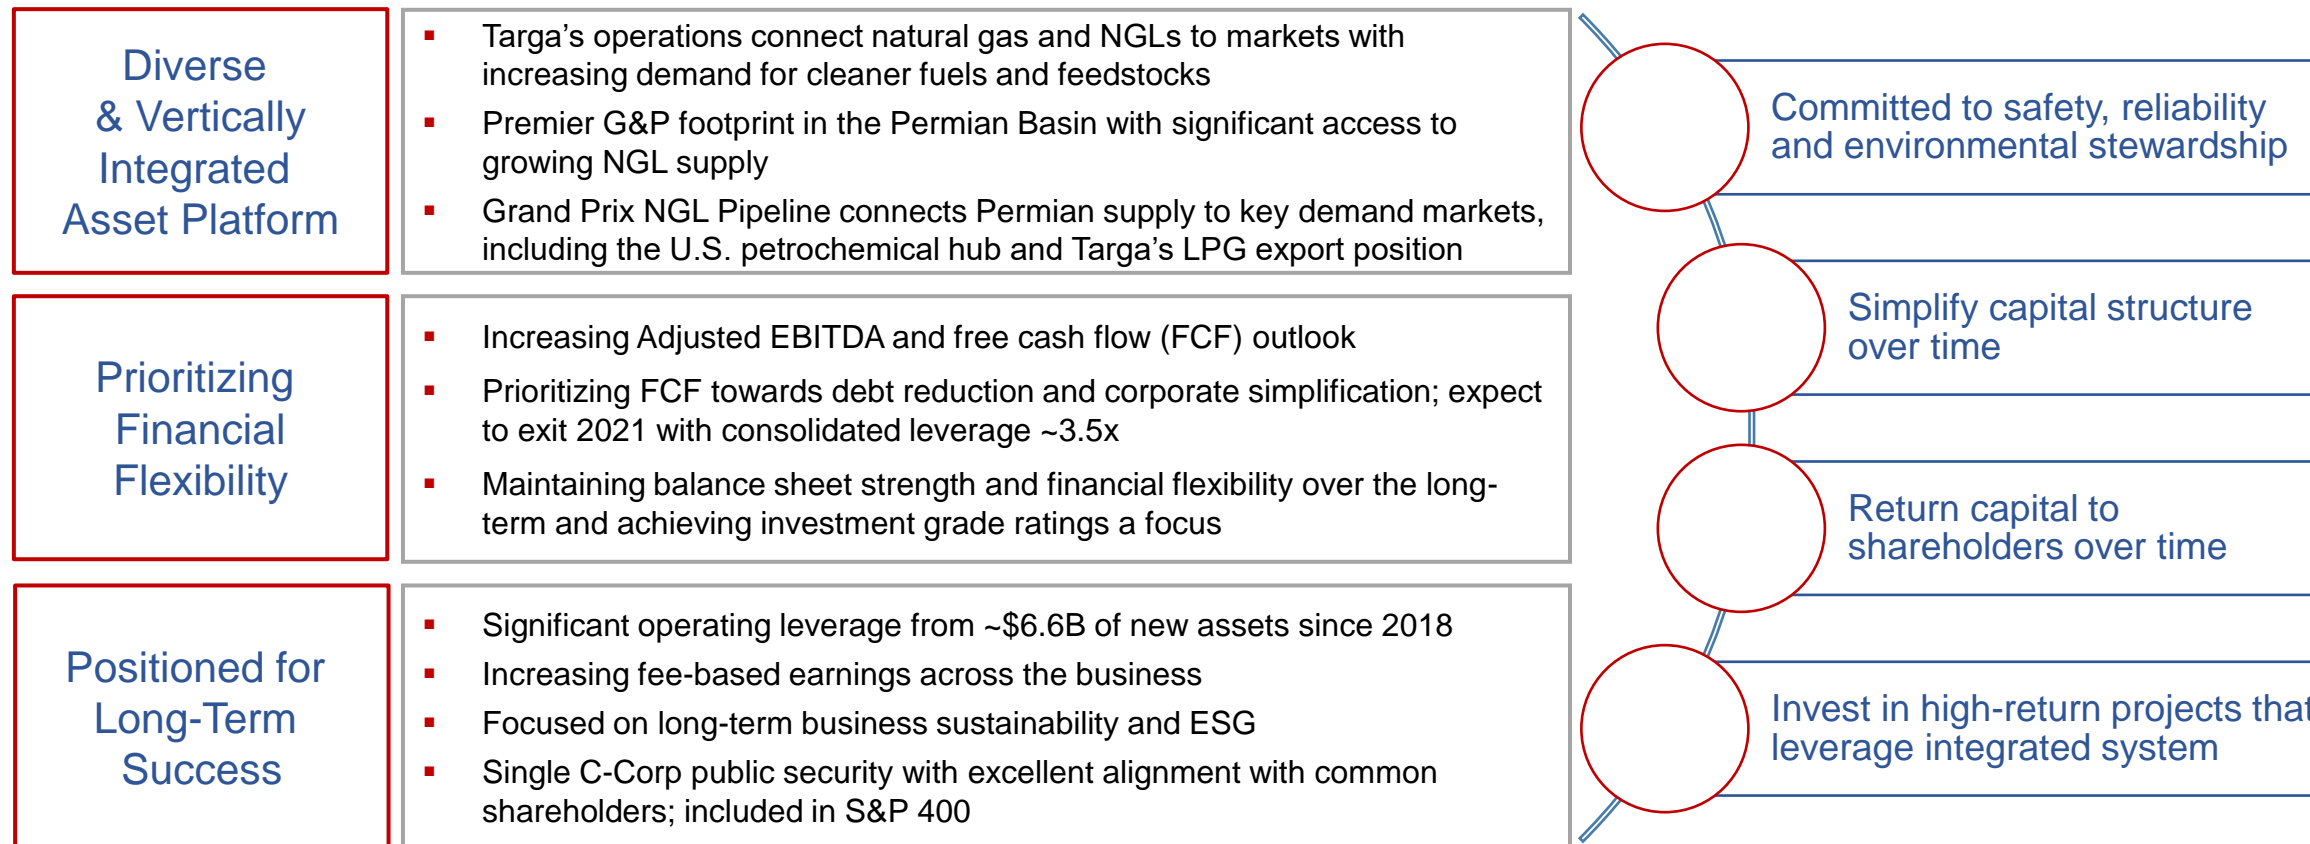 Diverse
& Vertically
Integrated
Asset Platform
▪ Targa’s operations connect natural gas and NGLs to markets with
increasing demand for cleaner fuels and feedstocks
▪ Premier G&P footprint in the Permian Basin with significant access to
growing NGL supply
▪ Grand Prix NGL Pipeline connects Permian supply to key demand markets,
including the U.S. petrochemical hub and Targa’s LPG export position
Prioritizing
Financial
Flexibility
▪ Increasing Adjusted EBITDA and free cash flow (FCF) outlook
▪ Prioritizing FCF towards debt reduction and corporate simplification; expect
to exit 2021 with consolidated leverage ~3.5x
▪ Maintaining balance sheet strength and financial flexibility over the long-
term and achieving investment grade ratings a focus
Positioned for
Long-Term
Success
▪ Significant operating leverage from ~$6.6B of new assets since 2018
▪ Increasing fee-based earnings across the business
▪ Focused on long-term business sustainability and ESG
▪ Single C-Corp public security with excellent alignment with common
shareholders; included in S&P 400
Committed to safety, reliability
and environmental stewardship
Simplify capital structure
over time
Return capital to
shareholders over time
Invest in high-return projects that
leverage integrated system